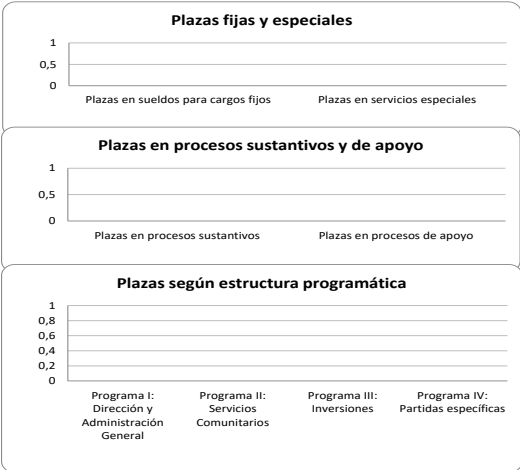 Plazas fijas y especiales
1
0,5
0
Plazas en sueldos para cargos fijos Plazas en servicios especiales
Plazas en procesos sustantivos y de apoyo
1
0,5
0
Plazas en procesos sustantivos Plazas en procesos de apoyo
Plazas según estructura programática
1
0,8
0,6
0,4
0,2
0
Programa I: Programa II: Programa III: Programa IV:
Dirección y Servicios Inversiones Partidas específicas
Administración Comunitarios
General